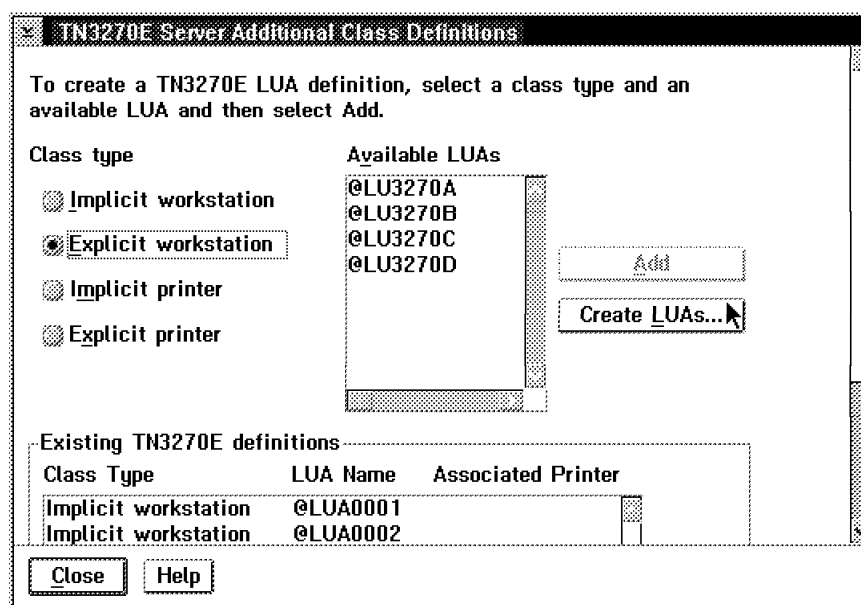 TN3270E Server Additional Class Definitions
To create a TN3270E LUA definition, select a class type and an
available LUA and then select Add.
Class type
Implicit workstation
Explicit workstation
Implicit printer
Explicit printer
Available LUAs
@LU3270A
@LU3270B
@LU3270C
@LU3270D
Add
Create LUAs...
Existing TN3270E definitions
Class Type LUA Name Associated Printer
Implicit workstation @LUA0001
Implicit workstation @LUA0002
Close Help